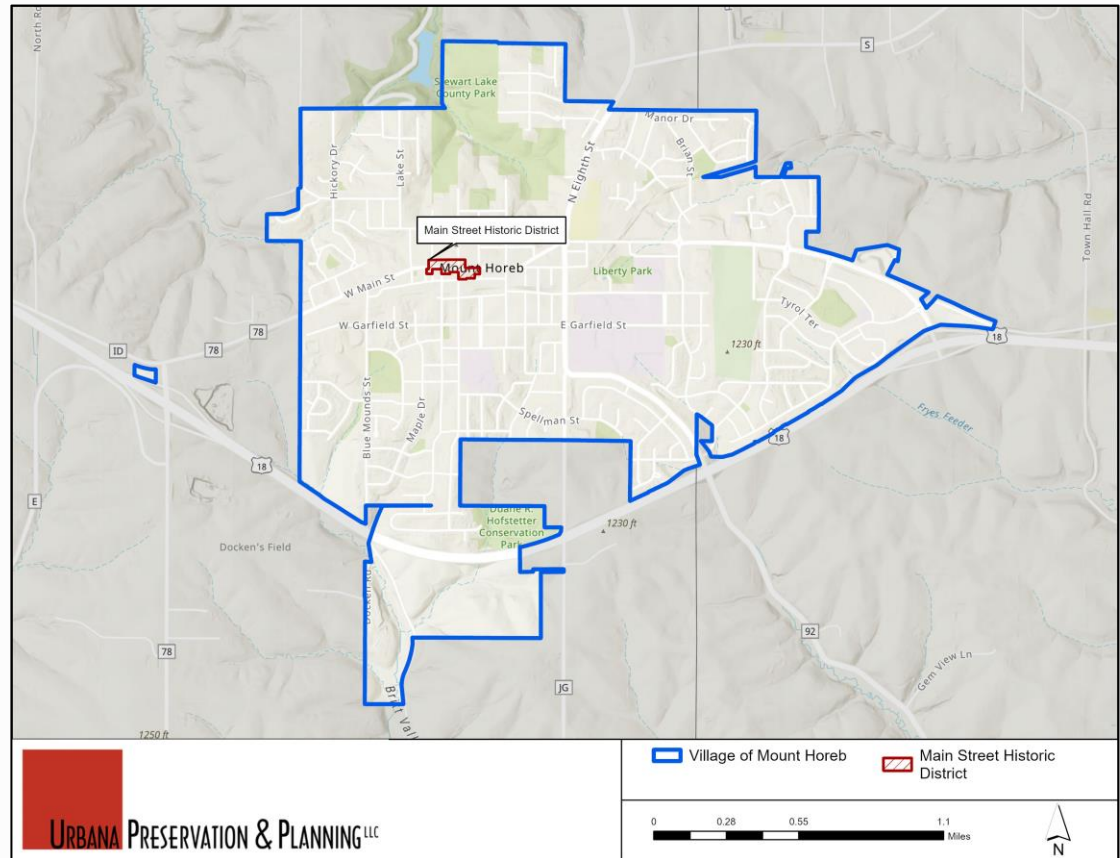 North Rd
S
Stewart Lake
County Park
Manor Dr
Hickory Dr
Lake St
N Eighth St
Brian St
Town Hall Rd
Main Street Historic District
Mount Horeb
Liberty Park
W Main St
78
W Garfield St
E Garfield St
Tyrol Ter
ID
78
1230 ft
18
Blue Mounds St
Maple Dr
Spellman St
Fryes Feeder
18
18
E
Duane R.
Hofstetter
Conservation
Park
1230 ft
Docken's Field
Docken Rd
78
92
Gem View Ln
JG
1250 ft
URBANA PRESERVATION & PLANNING LLC
Village of Mount Horeb
Main Street Historic
District
0 0.28 0.55 1.1
Miles
N